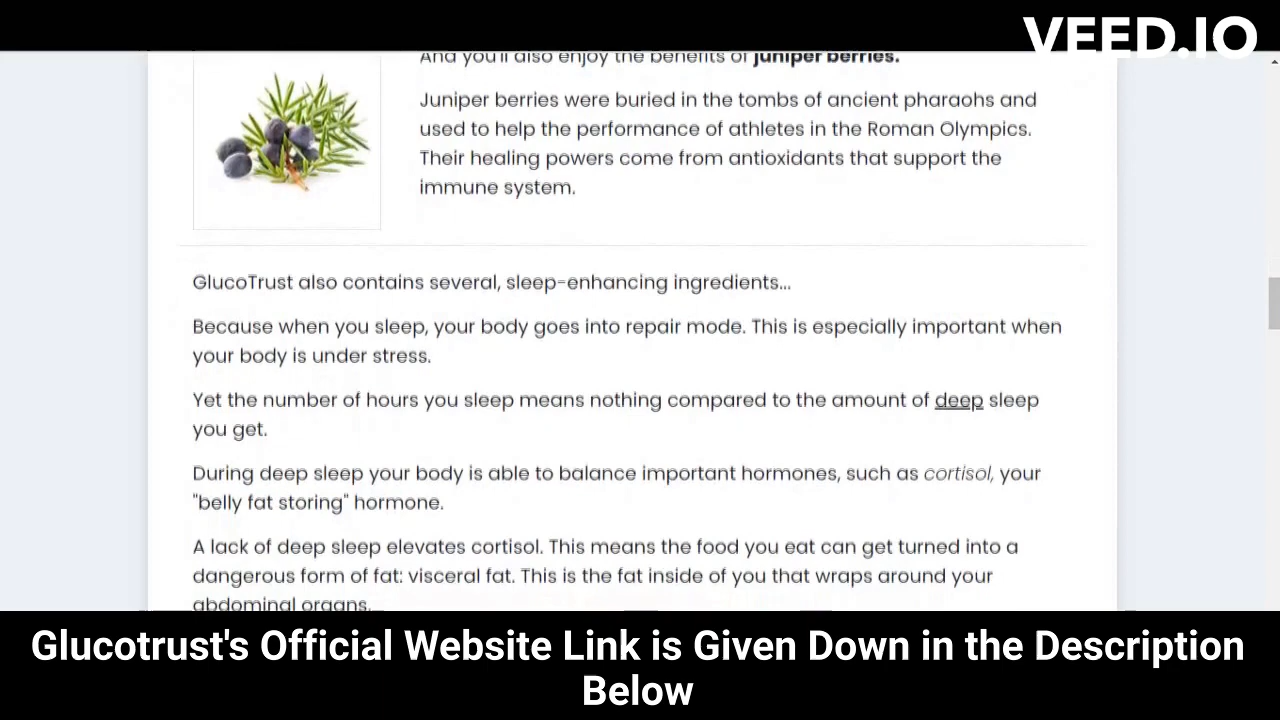 VEED.IO
And you'll also enjoy the benefits of juniper berries.
Juniper berries were buried in the tombs of ancient pharaohs and
used to help the performance of athletes in the Roman Olympics.
Their healing powers come from antioxidants that support the
immune system.
GlucoTrust also contains several, sleep-enhancing ingredients...
Because when you sleep, your body goes into repair mode. This is especially important when
your body is under stress.
Yet the number of hours you sleep means nothing compared to the amount of deep sleep
you get.
During deep sleep your body is able to balance important hormones, such as cortisol, your
"belly fat storing" hormone.
A lack of deep sleep elevates cortisol. This means the food you eat can get turned into a
dangerous form of fat: visceral fat. This is the fat inside of you that wraps around your
abdominal organs.
Glucotrust's Official Website Link is Given Down in the Description
Below